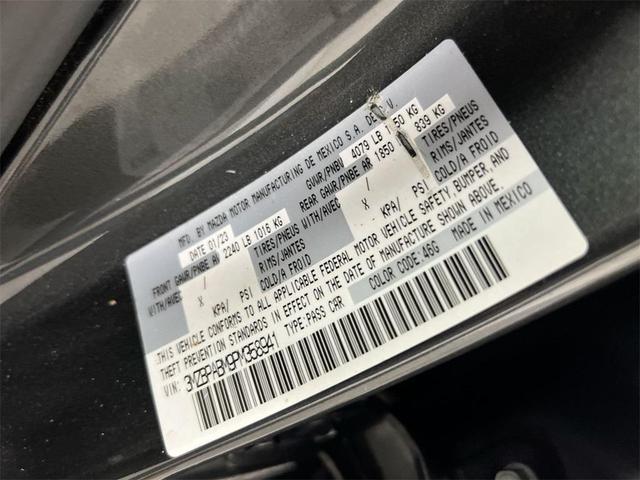 MFD. BY MAZDA MOTOR MANUFACTURING DE MEXICO S.A. DE C.V.
DATE 01/23 GVWR/PNBV 4079 LB 1850 KG
FRONT GAWR/PNBE AV 2240 LB 1016 KG REAR GAWR/PNBE AR 1850 839 KG
WITH/AVEC TIRES/PNEUS WITH/AVEC TIRES/PNEUS
X / RIMS/JANTES X / RIMS/JANTES
KPA/ PSI COLD/A FROID KPA/ PSI COLD/A FROID
THIS VEHICLE CONFORMS TO ALL APPLICABLE FEDERAL MOTOR VEHICLE SAFETY BUMPER AND
THEFT PREVENTION STANDARDS IN EFFECT ON THE DATE OF MANUFACTURE SHOWN ABOVE.
VIN: 3MZBPABM9PM358941 TYPE:PASS CAR COLOR CODE:46G MADE IN MEXICO